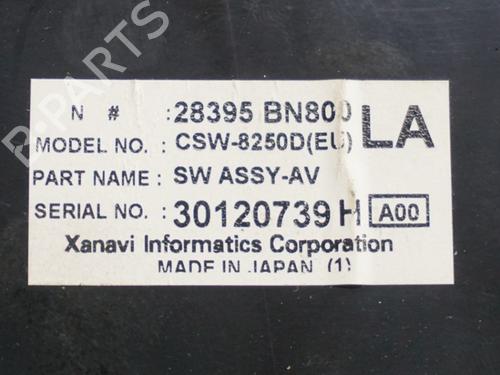 N # : 28395 BN800 LA
MODEL NO. : CSW-8250D(EU)
PART NAME : SW ASSY-AV
SERIAL NO. : 30120739 H A00
Xanavi Informatics Corporation
MADE IN JAPAN (1)
B-PARTS